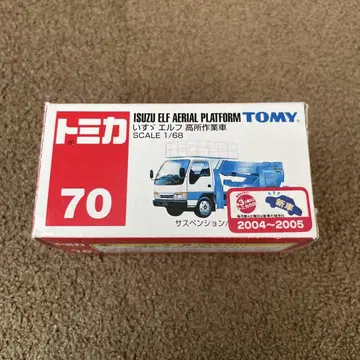 トミカ
70
ISUZU ELF AERIAL PLATFORM TOMY
いすゞ エルフ 高所作業車
SCALE 1/68
サスペンション
新車
2004～2005